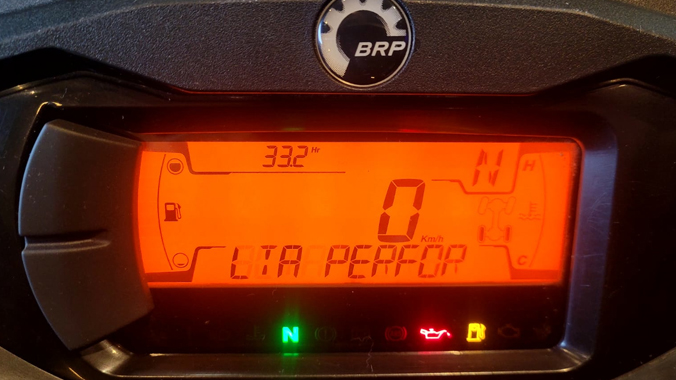 BRP
33.2 Hr
N
H
0 Km/h
LTA PERFOR
C
N